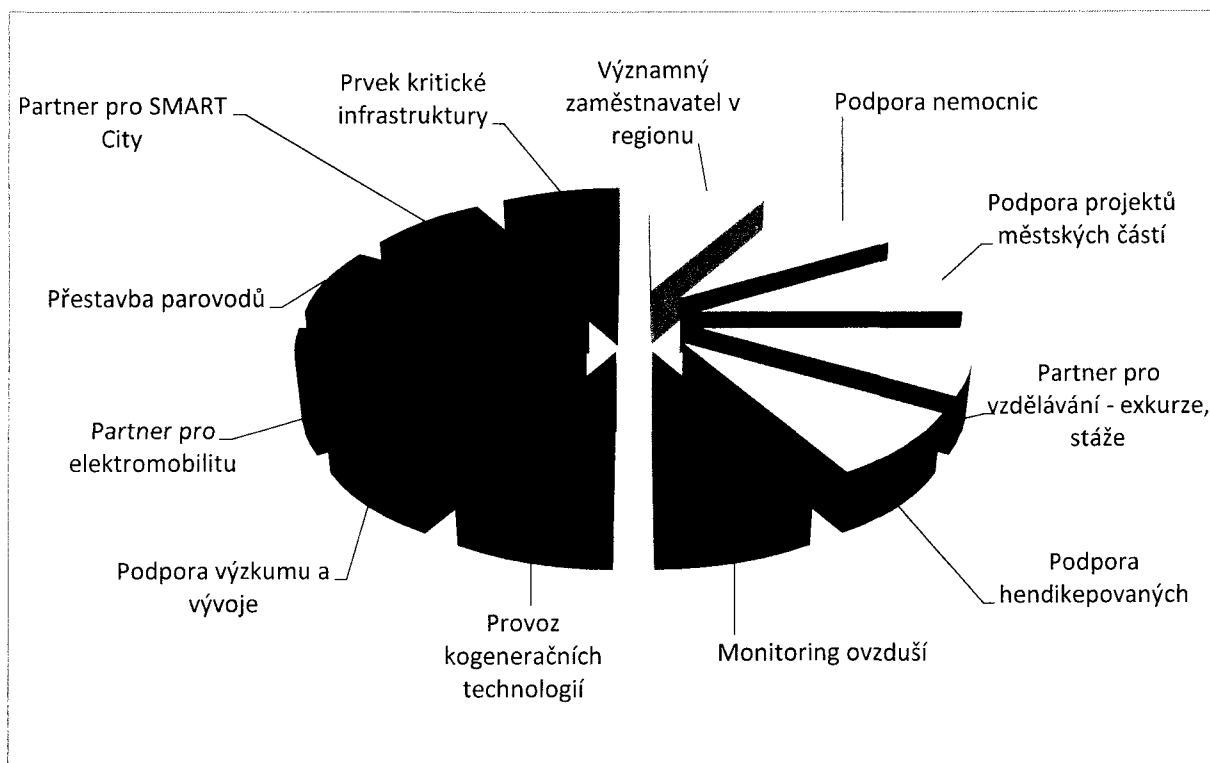 Prvek kritické
infrastruktury
Významný
zaměstnavatel v
regionu
Podpora nemocnic
Podpora projektů
městských částí
Partner pro
vzdělávání - exkurze,
stáže
Podpora
hendikepovaných
Monitoring ovzduší
Provoz
kogeneračních
technologií
Podpora výzkumu a
vývoje
Partner pro
elektromobilitu
Přestavba parovodů
Partner pro SMART
City